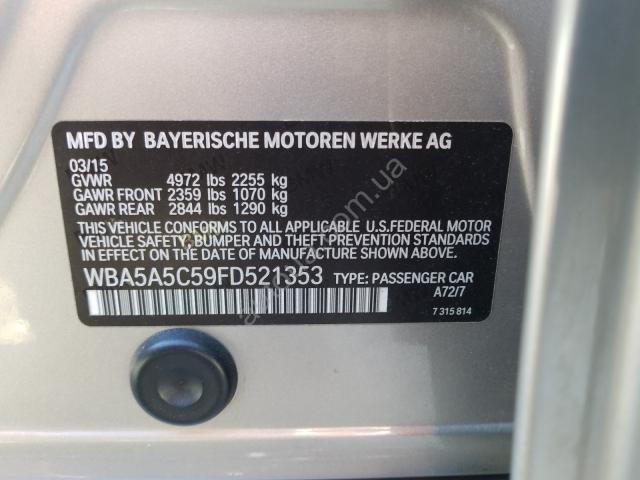 MFD BY BAYERISCHE MOTOREN WERKE AG
03/15
GVWR 4972 lbs 2255 kg
GAWR FRONT 2359 lbs 1070 kg
GAWR REAR 2844 lbs 1290 kg
THIS VEHICLE CONFORMS TO ALL APPLICABLE U.S.FEDERAL MOTOR
VEHICLE SAFETY, BUMPER, AND THEFT PREVENTION STANDARDS
IN EFFECT ON THE DATE OF MANUFACTURE SHOWN ABOVE.
WBA5A5C59FD521353 TYPE: PASSENGER CAR
A72/7
7 315 814